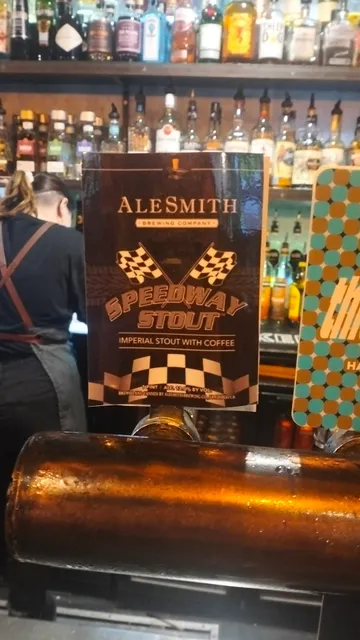 ALESMITH
BREWING COMPANY
SPEEDWAY
STOUT
IMPERIAL STOUT WITH COFFEE